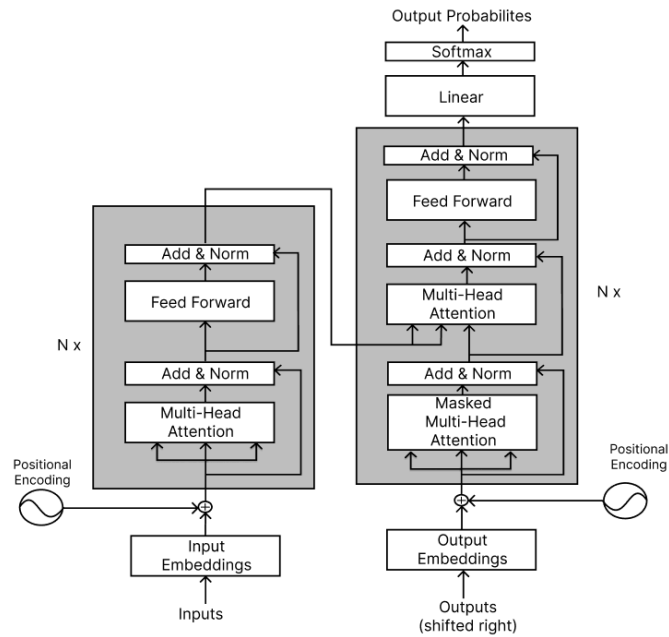 Output Probabilites
Softmax
Linear
Add & Norm
Feed Forward
Add & Norm
Multi-Head
Attention
N x
Add & Norm
Masked
Multi-Head
Attention
Positional
Encoding
Output
Embeddings
Outputs
(shifted right)
Add & Norm
Feed Forward
N x
Add & Norm
Multi-Head
Attention
Positional
Encoding
Input
Embeddings
Inputs